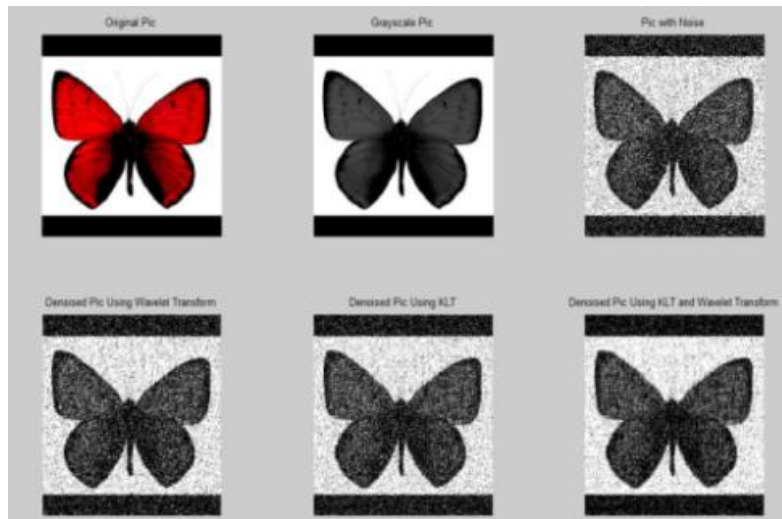 Original Pic
Grayscale Pic
Pic with Noise
Denoised Pic Using Wavelet Transform
Denoised Pic Using KLT
Denoised Pic Using KLT and Wavelet Transform